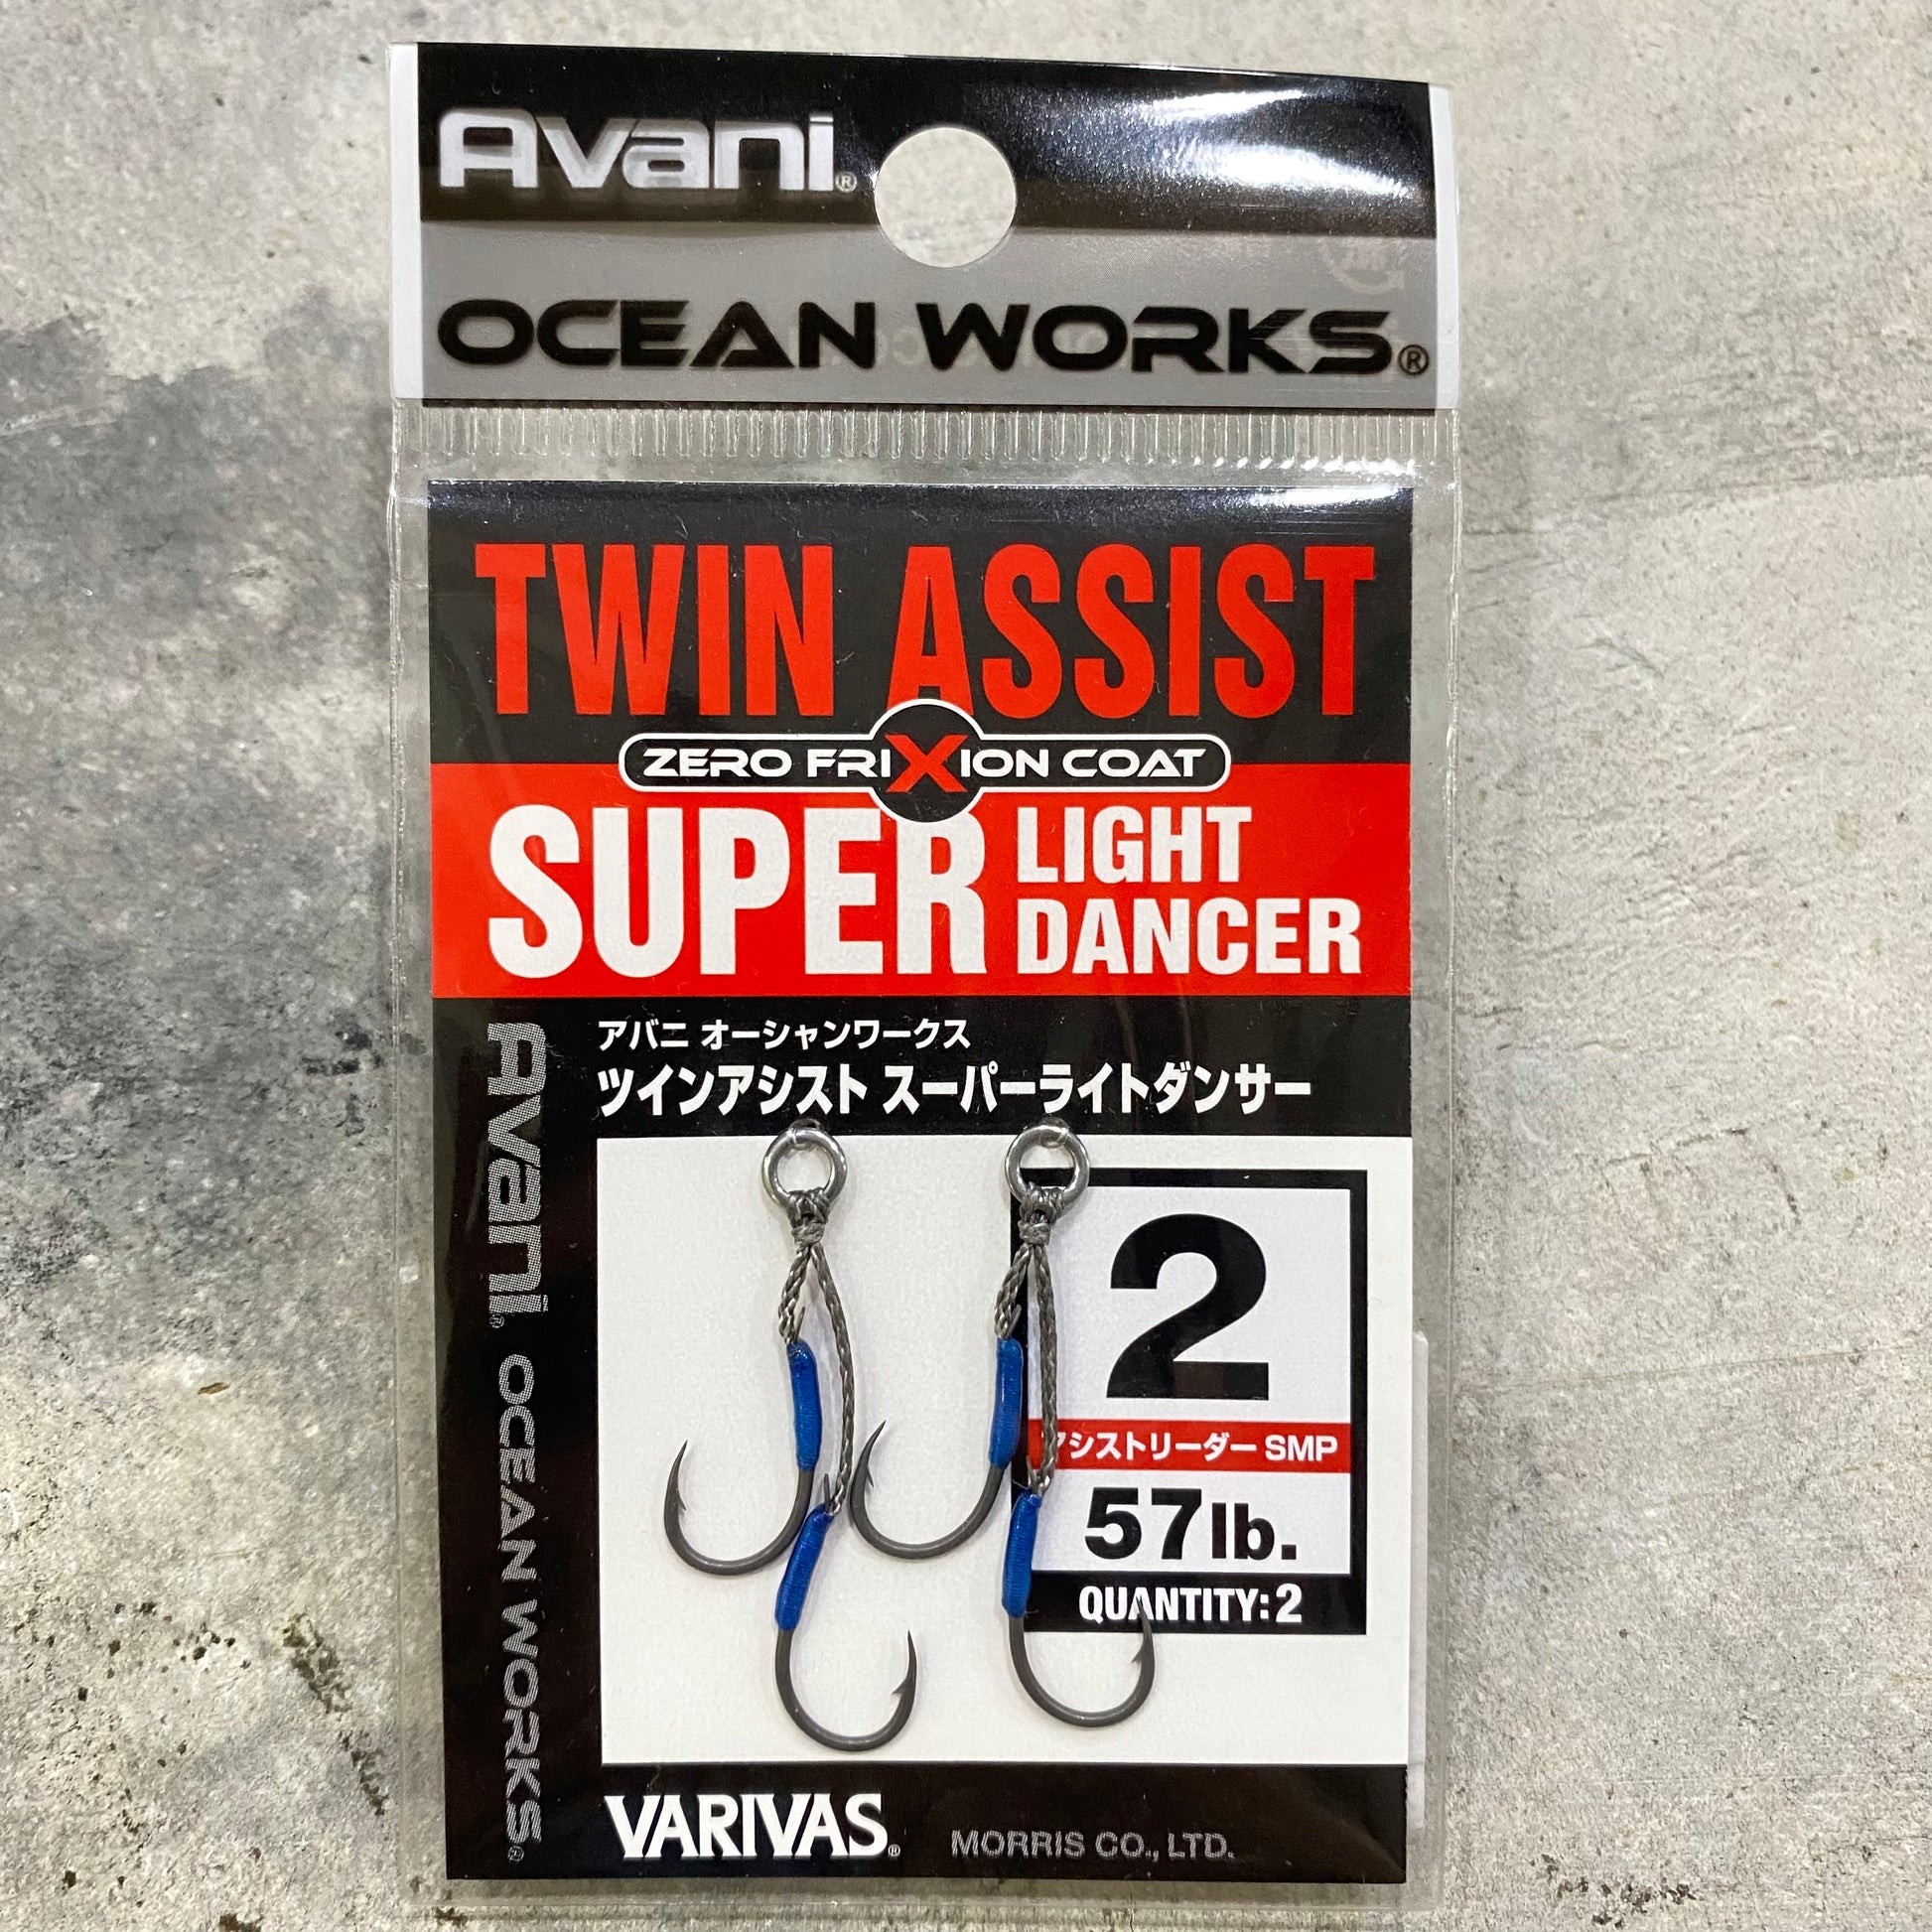 Avani®
OCEAN WORKS®
TWIN ASSIST
ZERO FRIXION COAT
SUPER LIGHT DANCER
アバニ オーシャンワークス
ツインアシスト スーパーライトダンサー
2
アシストリーダー SMP
57lb.
QUANTITY:2
Avani® OCEAN WORKS®
VARIVAS®
MORRIS CO., LTD.